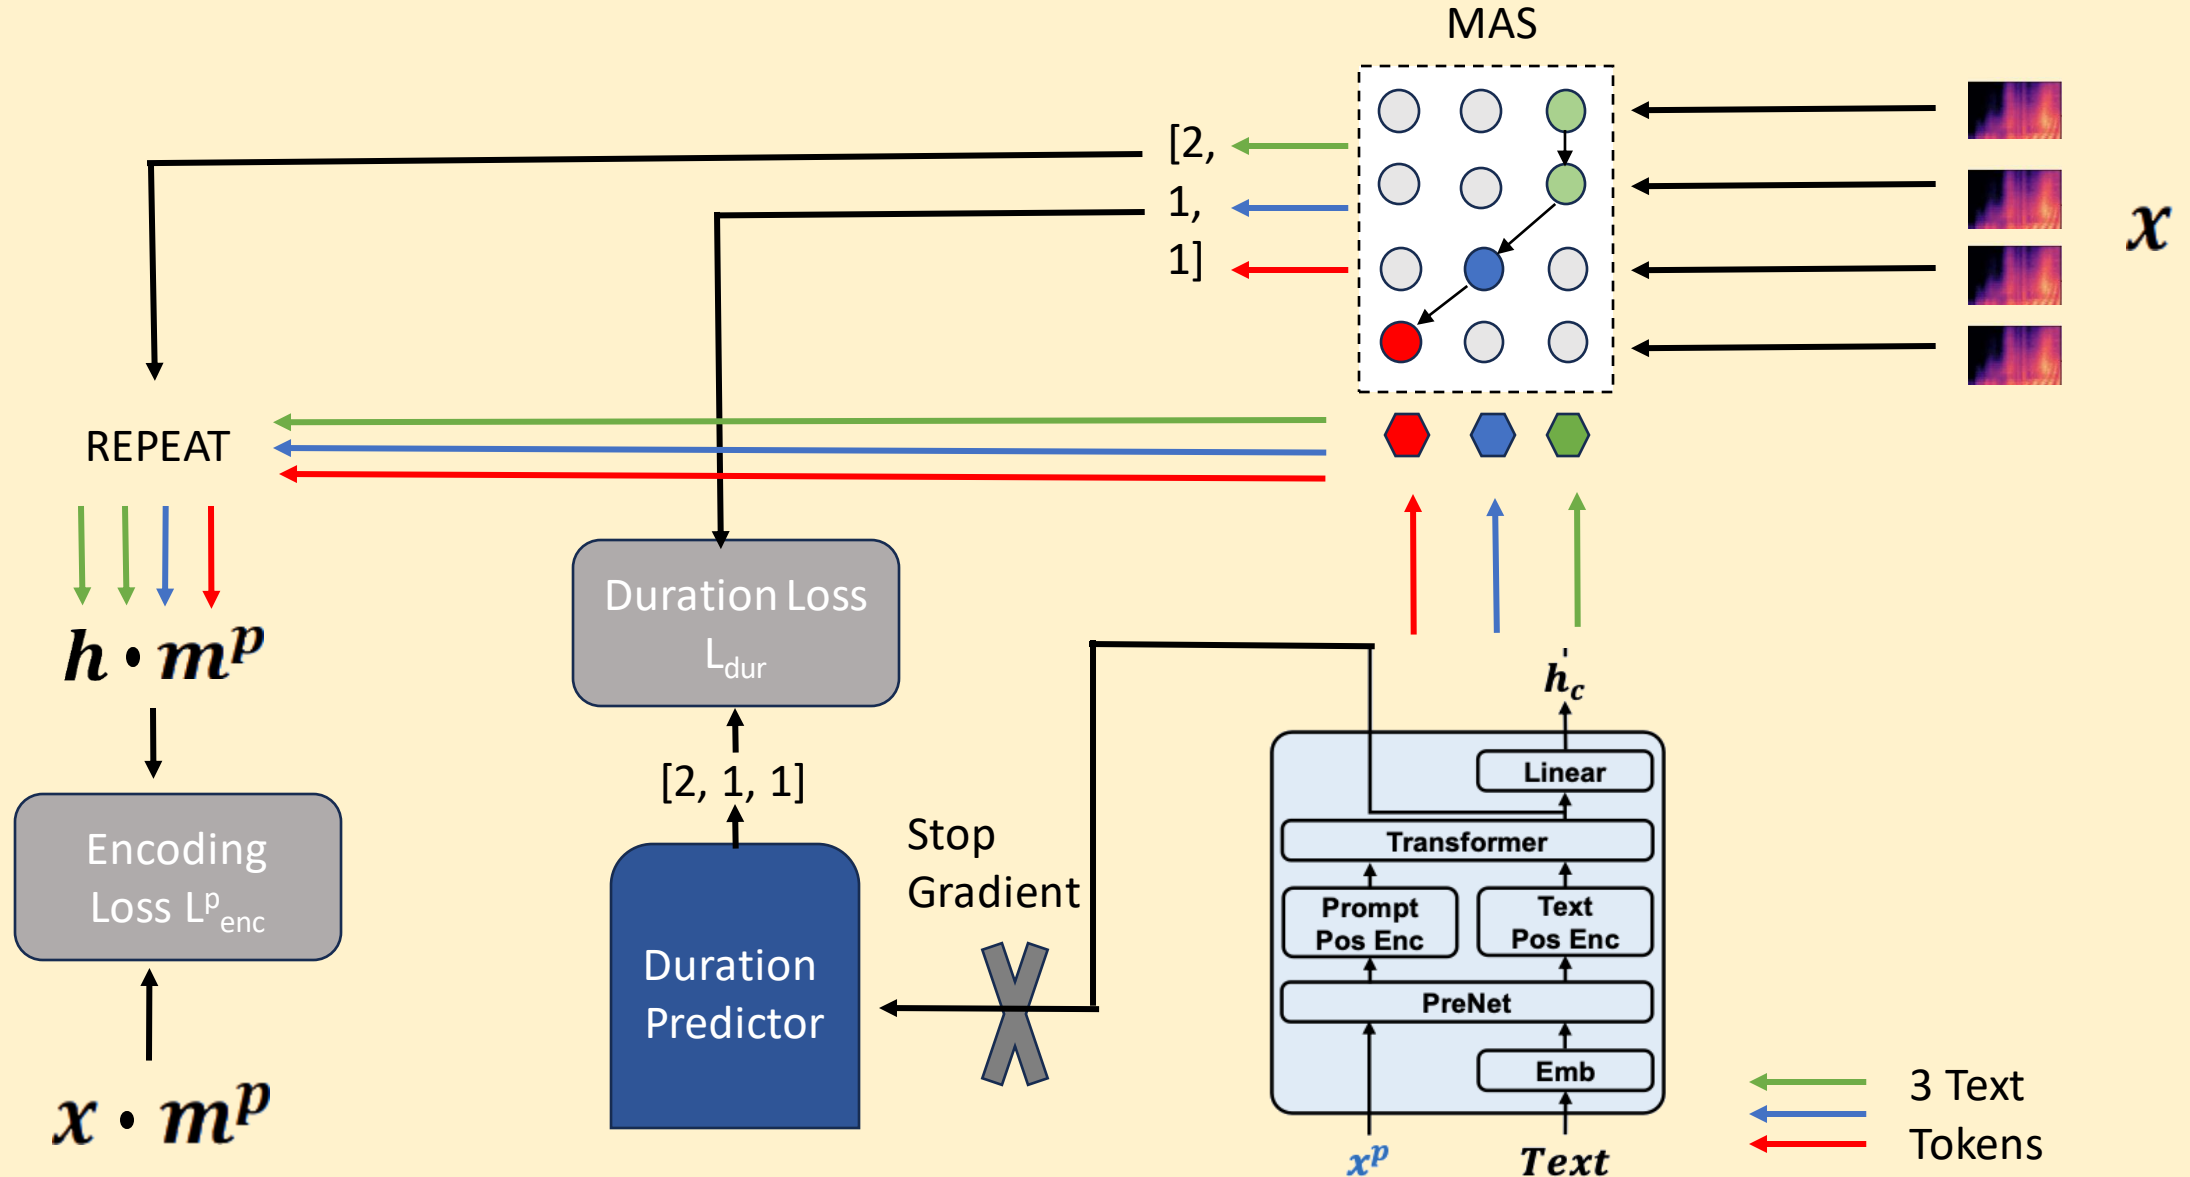 MAS
[2,
1,
1]
x
REPEAT
h · m^p
Duration Loss
L_dur
[2, 1, 1]
Encoding
Loss L^p_enc
x · m^p
Stop
Gradient
Duration
Predictor
h_c
Linear
Transformer
Prompt
Pos Enc
Text
Pos Enc
PreNet
Emb
x^p
Text
3 Text
Tokens